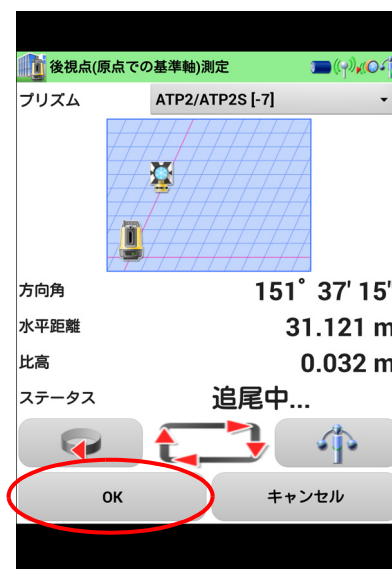 後視点(原点での基準軸)測定
プリズム ATP2/ATP2S [-7]
方向角 151° 37' 15"
水平距離 31.121 m
比高 0.032 m
ステータス 追尾中...
OK キャンセル